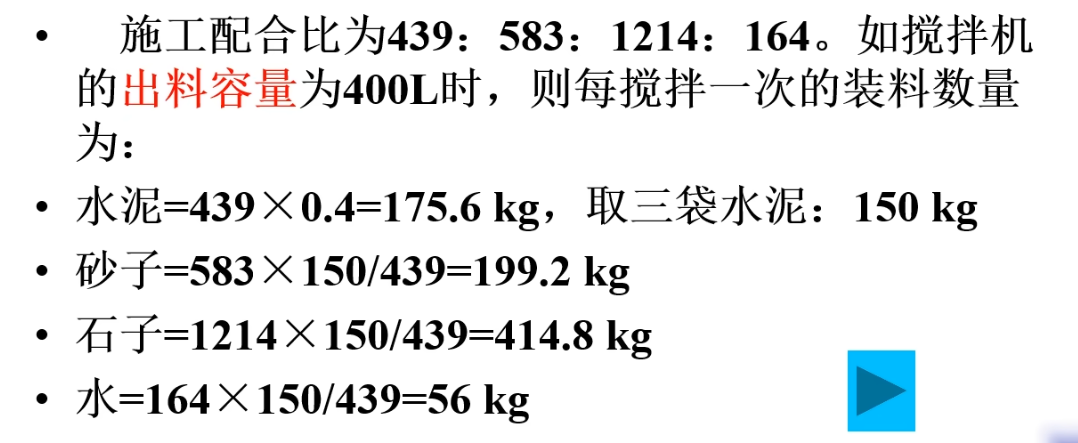 • 施工配合比为439：583：1214：164。如搅拌机
的出料容量为400L时，则每搅拌一次的装料数量
为：
• 水泥=439×0.4=175.6 kg，取三袋水泥：150 kg
• 砂子=583×150/439=199.2 kg
• 石子=1214×150/439=414.8 kg
• 水=164×150/439=56 kg